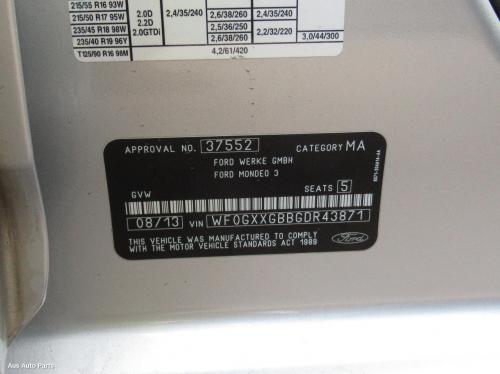 215/55 R16 93W
215/50 R17 95W
235/45 R18 98W
235/40 R19 96Y
T125/90 R16 98M
2.0D
2.2D
2.0GTDi
2,4/35/240
2,6/38/260
2,5/36/250
2,6/38/260
2,2/32/220
3,0/44/300
4,2/61/420
APPROVAL NO. 37552 CATEGORY MA
FORD WERKE GMBH
FORD MONDEO 3
GVW SEATS 5
08/13 VIN WF0GXXGBBGDR43871
THIS VEHICLE WAS MANUFACTURED TO COMPLY
WITH THE MOTOR VEHICLE STANDARDS ACT 1989
Ford
Aus Auto Parts